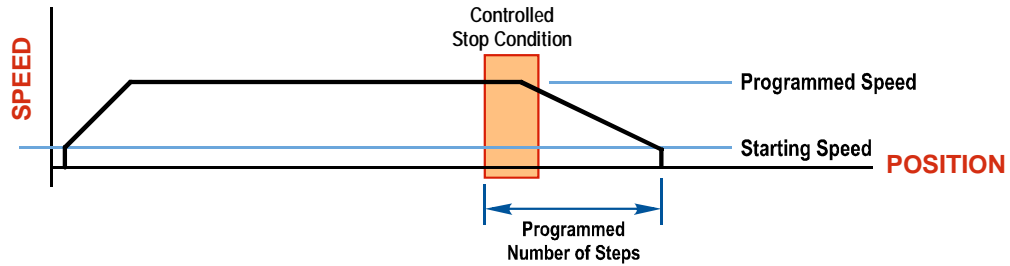 Controlled
Stop Condition
SPEED
Programmed Speed
Starting Speed
POSITION
Programmed
Number of Steps